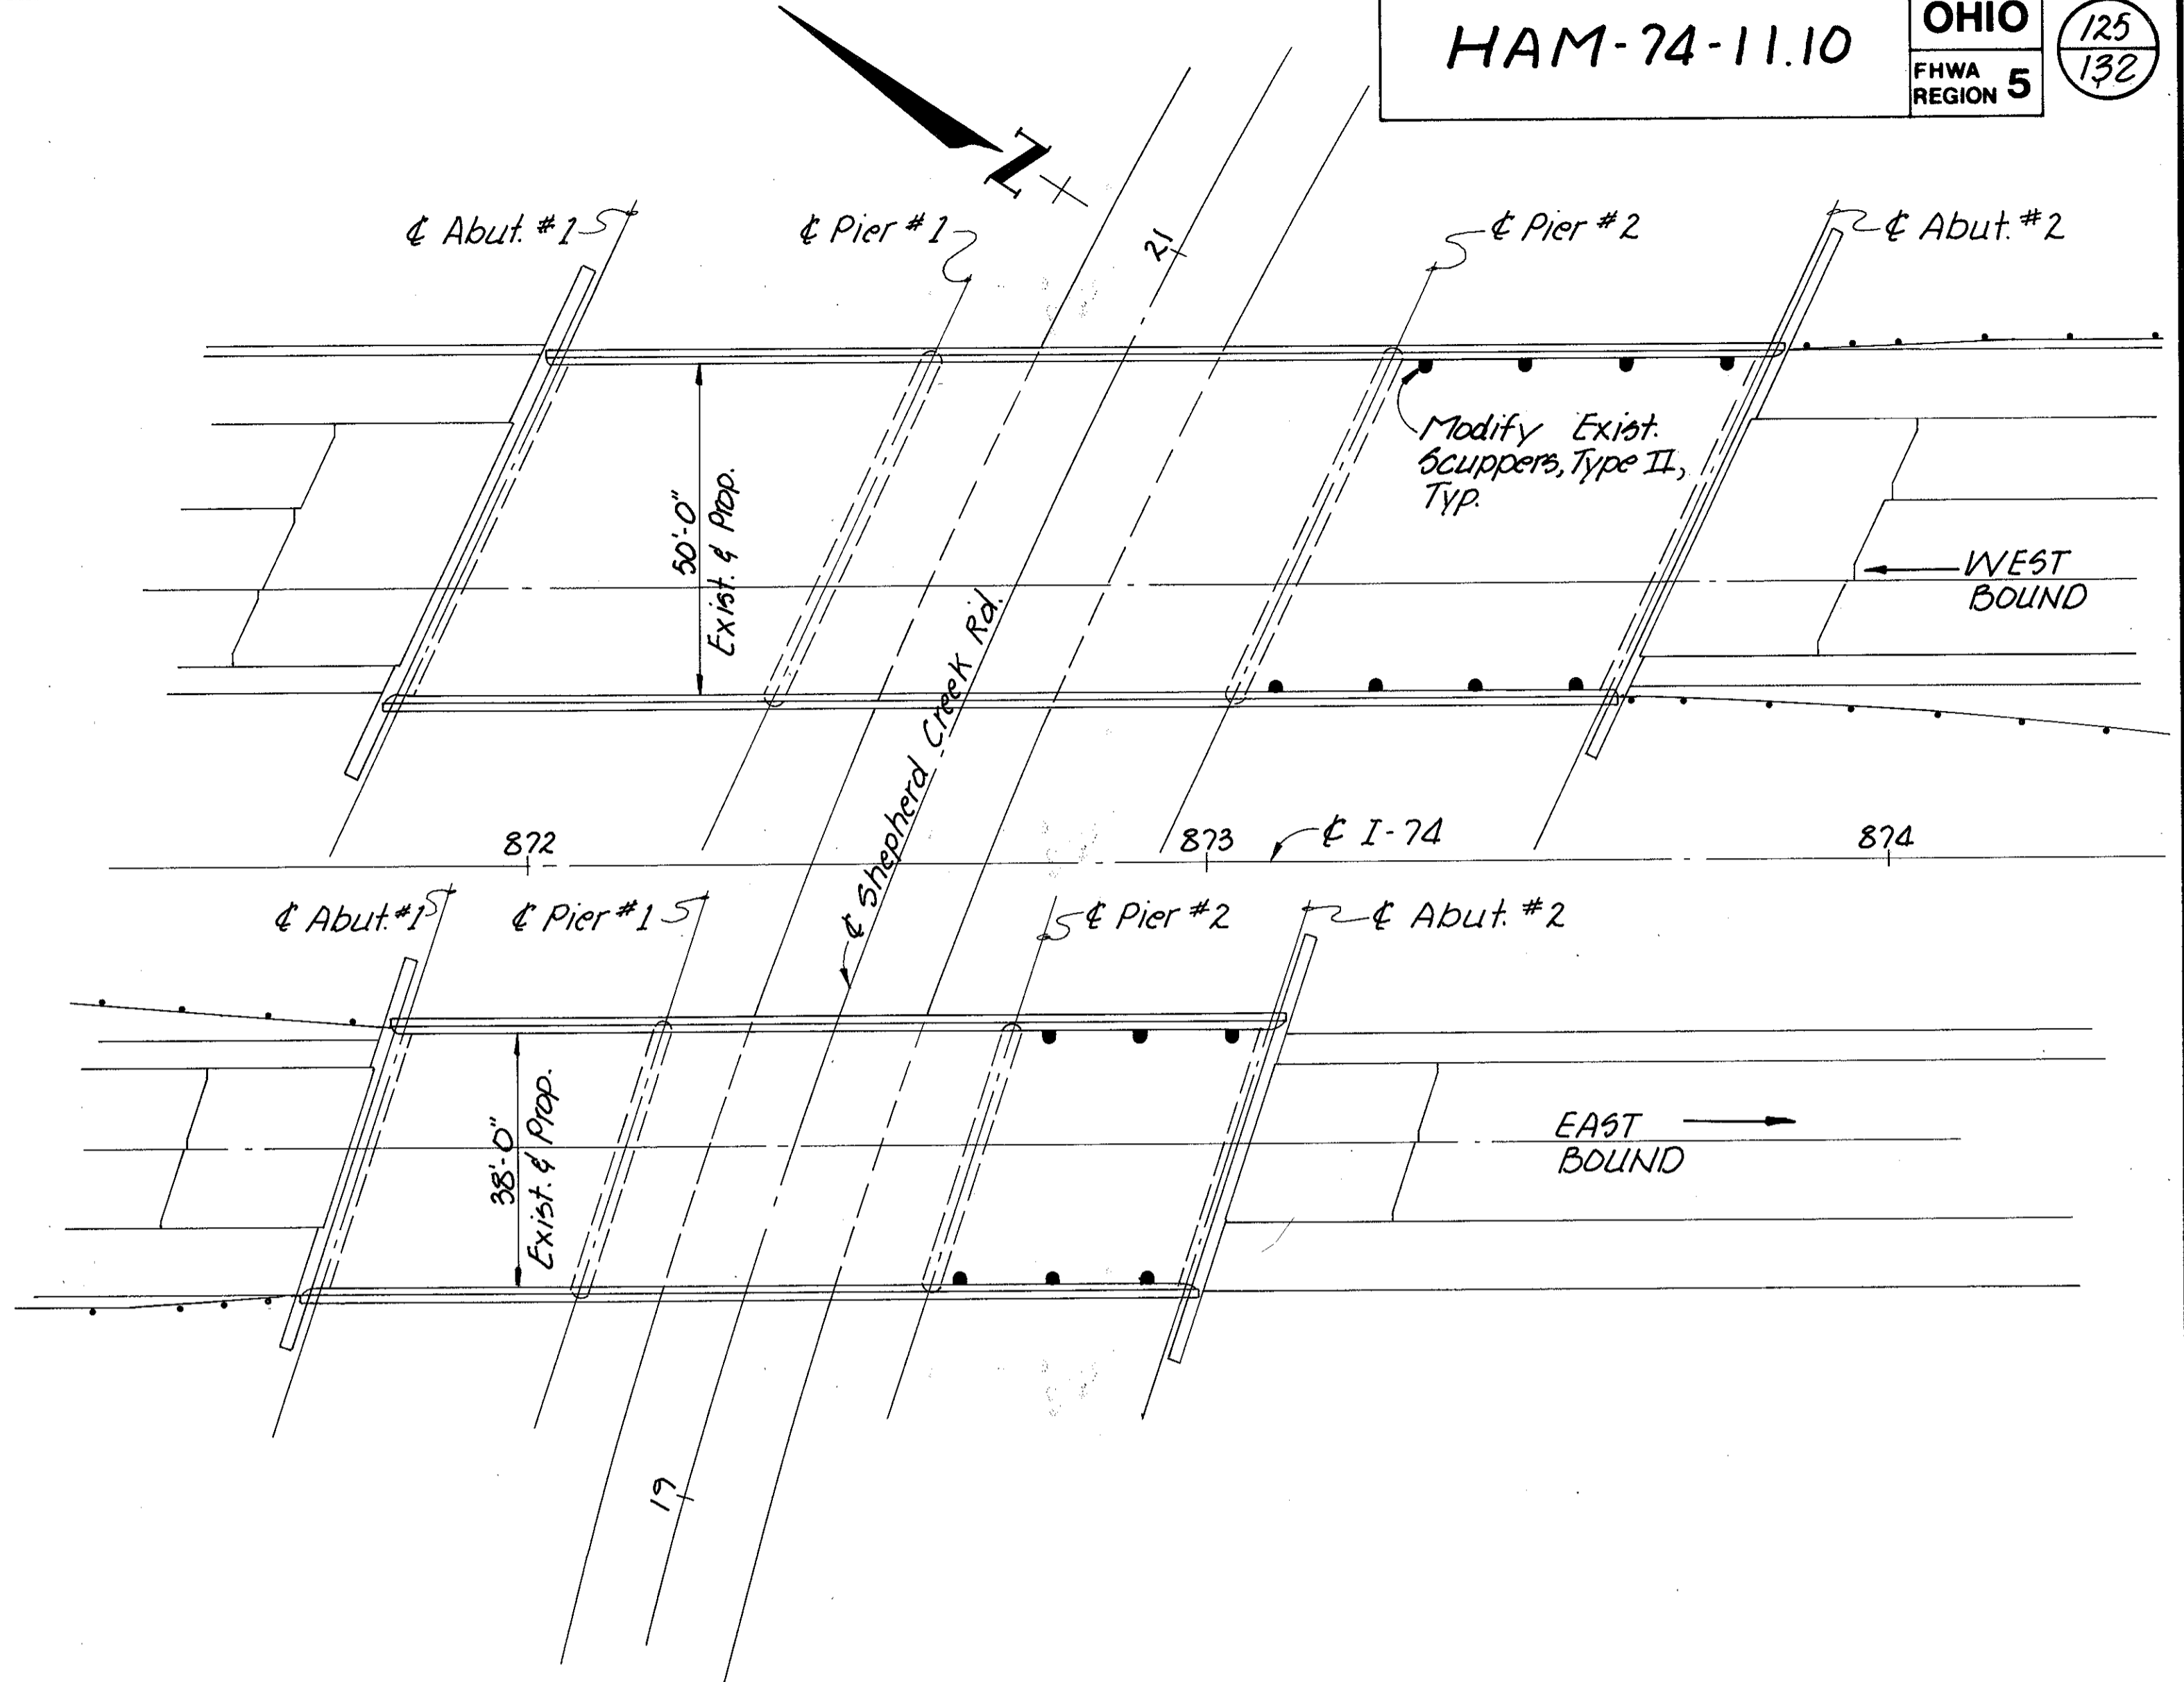 HAM-74-11.10
OHIO
FHWA
REGION 5
125
132
N
℄ Abut. #1
℄ Pier #1
21
℄ Pier #2
℄ Abut. #2
Modify Exist.
Scuppers, Type II,
Typ.
50'-0"
Exist. & Prop.
WEST
BOUND
℄ Shepherd Creek Rd.
872
873
℄ I-74
874
℄ Abut. #1
℄ Pier #1
℄ Pier #2
℄ Abut. #2
38'-0"
Exist. & Prop.
EAST
BOUND
19